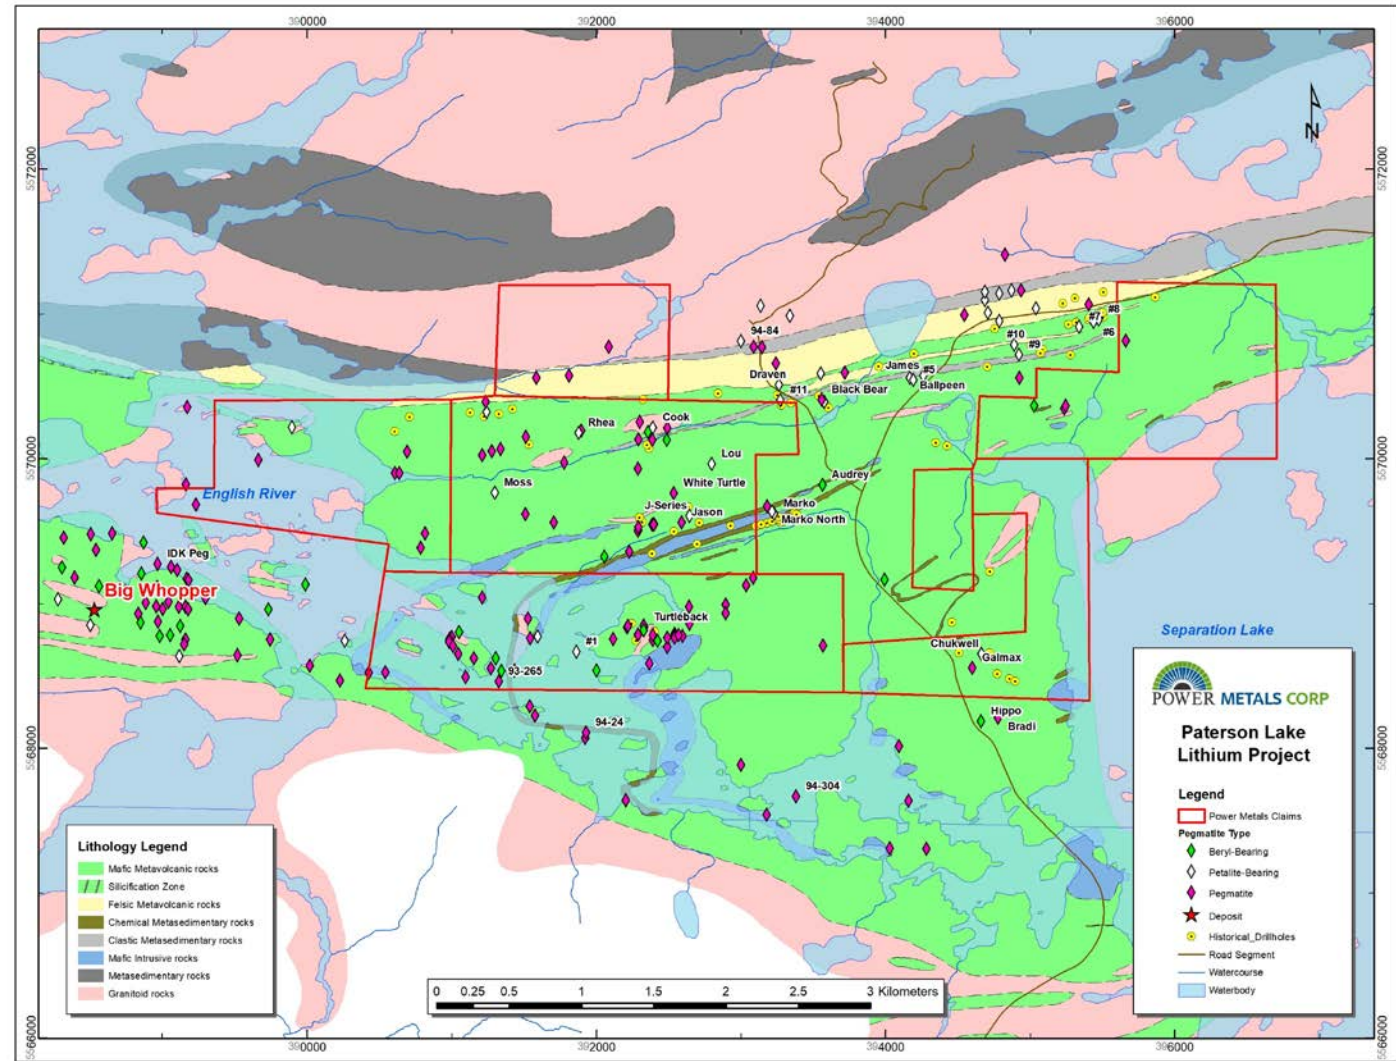 390000
392000
394000
396000
5572000
5572000
94-84
#8
#7
#6
#10
#9
Draven
James
#5
Ballpeen
#11
Black Bear
Rhea
Cook
5570000
5570000
Lou
Moss
White Turtle
Audrey
English River
J-Series
Jason
Marko
Marko North
IDK Peg
Big Whopper
Turtleback
#1
Separation Lake
Chukwell
Galmax
93-265
Hippo
Bradi
94-24
5568000
5568000
94-304
N
POWER METALS CORP
Paterson Lake
Lithium Project
Legend
Power Metals Claims
Pegmatite Type
Beryl-Bearing
Petalite-Bearing
Pegmatite
Deposit
Historical_Drillholes
Road Segment
Watercourse
Waterbody
Lithology Legend
Mafic Metavolcanic rocks
Silicification Zone
Felsic Metavolcanic rocks
Chemical Metasedimentary rocks
Clastic Metasedimentary rocks
Mafic Intrusive rocks
Metasedimentary rocks
Granitoid rocks
0 0.25 0.5 1 1.5 2 2.5 3 Kilometers
5566000
5566000
390000
392000
394000
396000